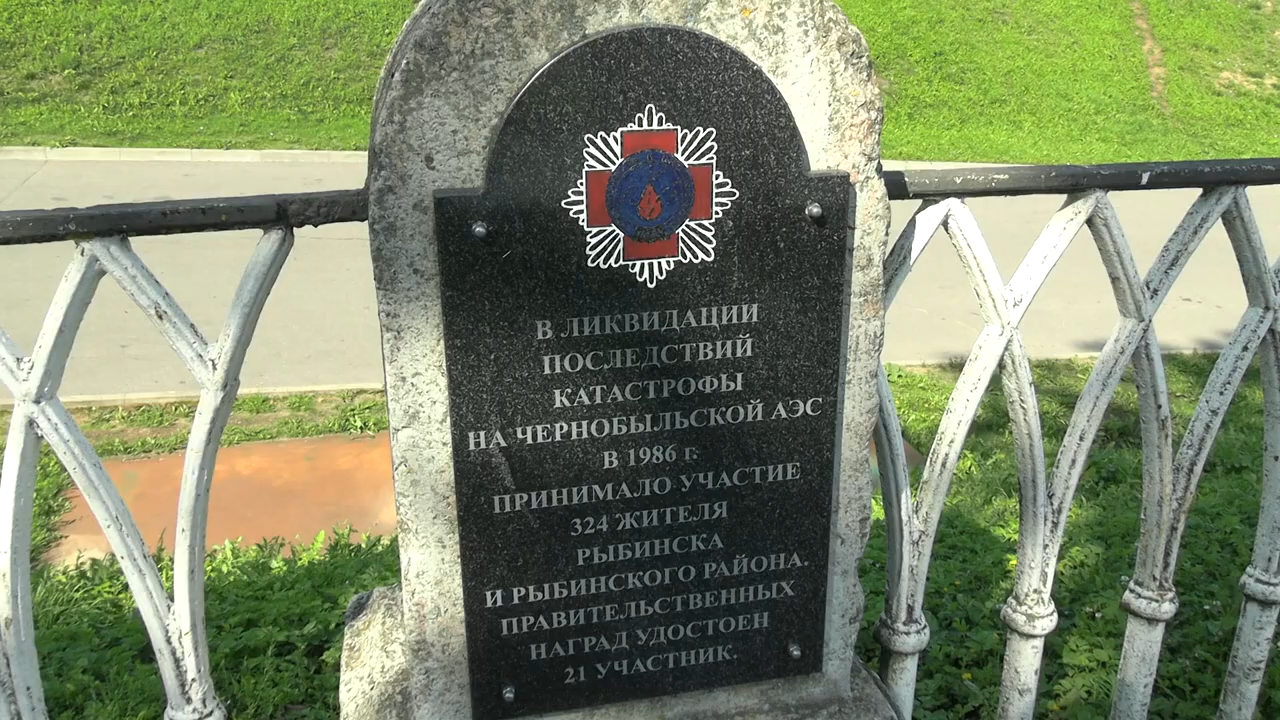 В ЛИКВИДАЦИИ
ПОСЛЕДСТВИЙ
КАТАСТРОФЫ
НА ЧЕРНОБЫЛЬСКОЙ АЭС
В 1986 г.
ПРИНИМАЛО УЧАСТИЕ
324 ЖИТЕЛЯ
РЫБИНСКА
И РЫБИНСКОГО РАЙОНА.
ПРАВИТЕЛЬСТВЕННЫХ
НАГРАД УДОСТОЕН
21 УЧАСТНИК.